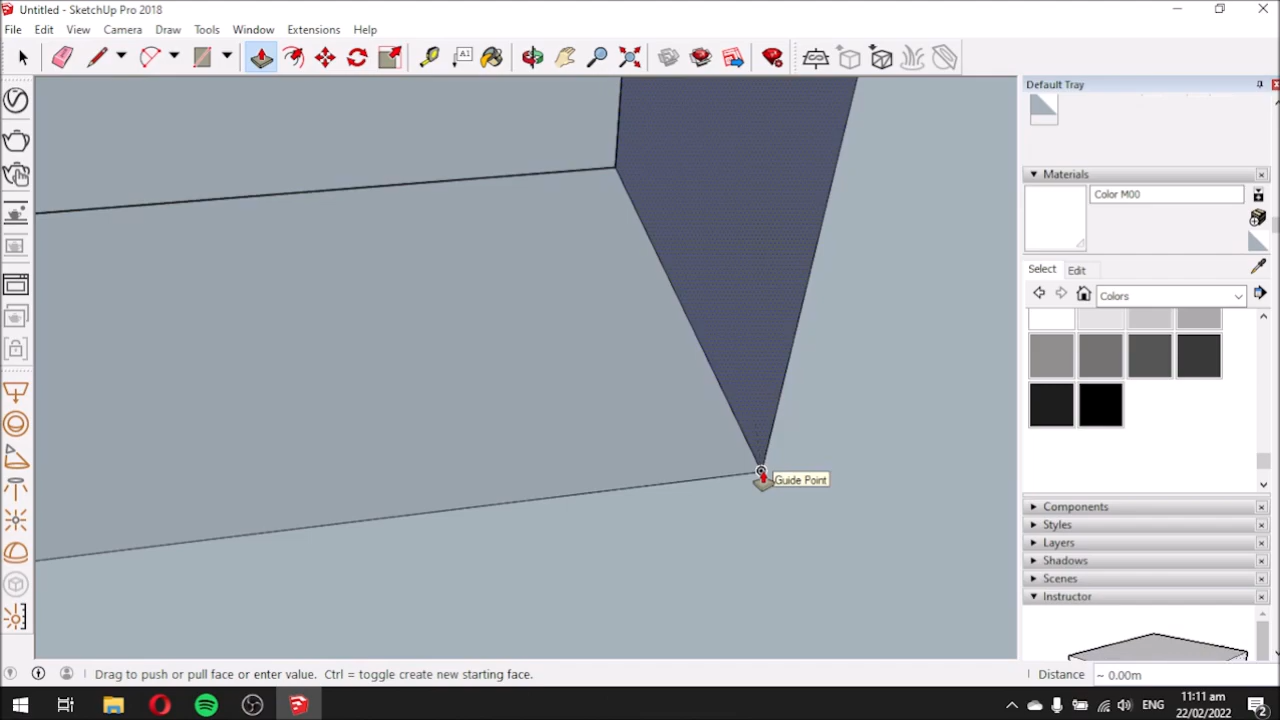 Untitled - SketchUp Pro 2018
File Edit View Camera Draw Tools Window Extensions Help
A1
Default Tray
Materials
Color M00
Select Edit
Colors
Guide Point
Components
Styles
Layers
Shadows
Scenes
Instructor
Drag to push or pull face or enter value. Ctrl = toggle create new starting face.
Distance ~ 0.00m
ENG
11:11 am
22/02/2022
2